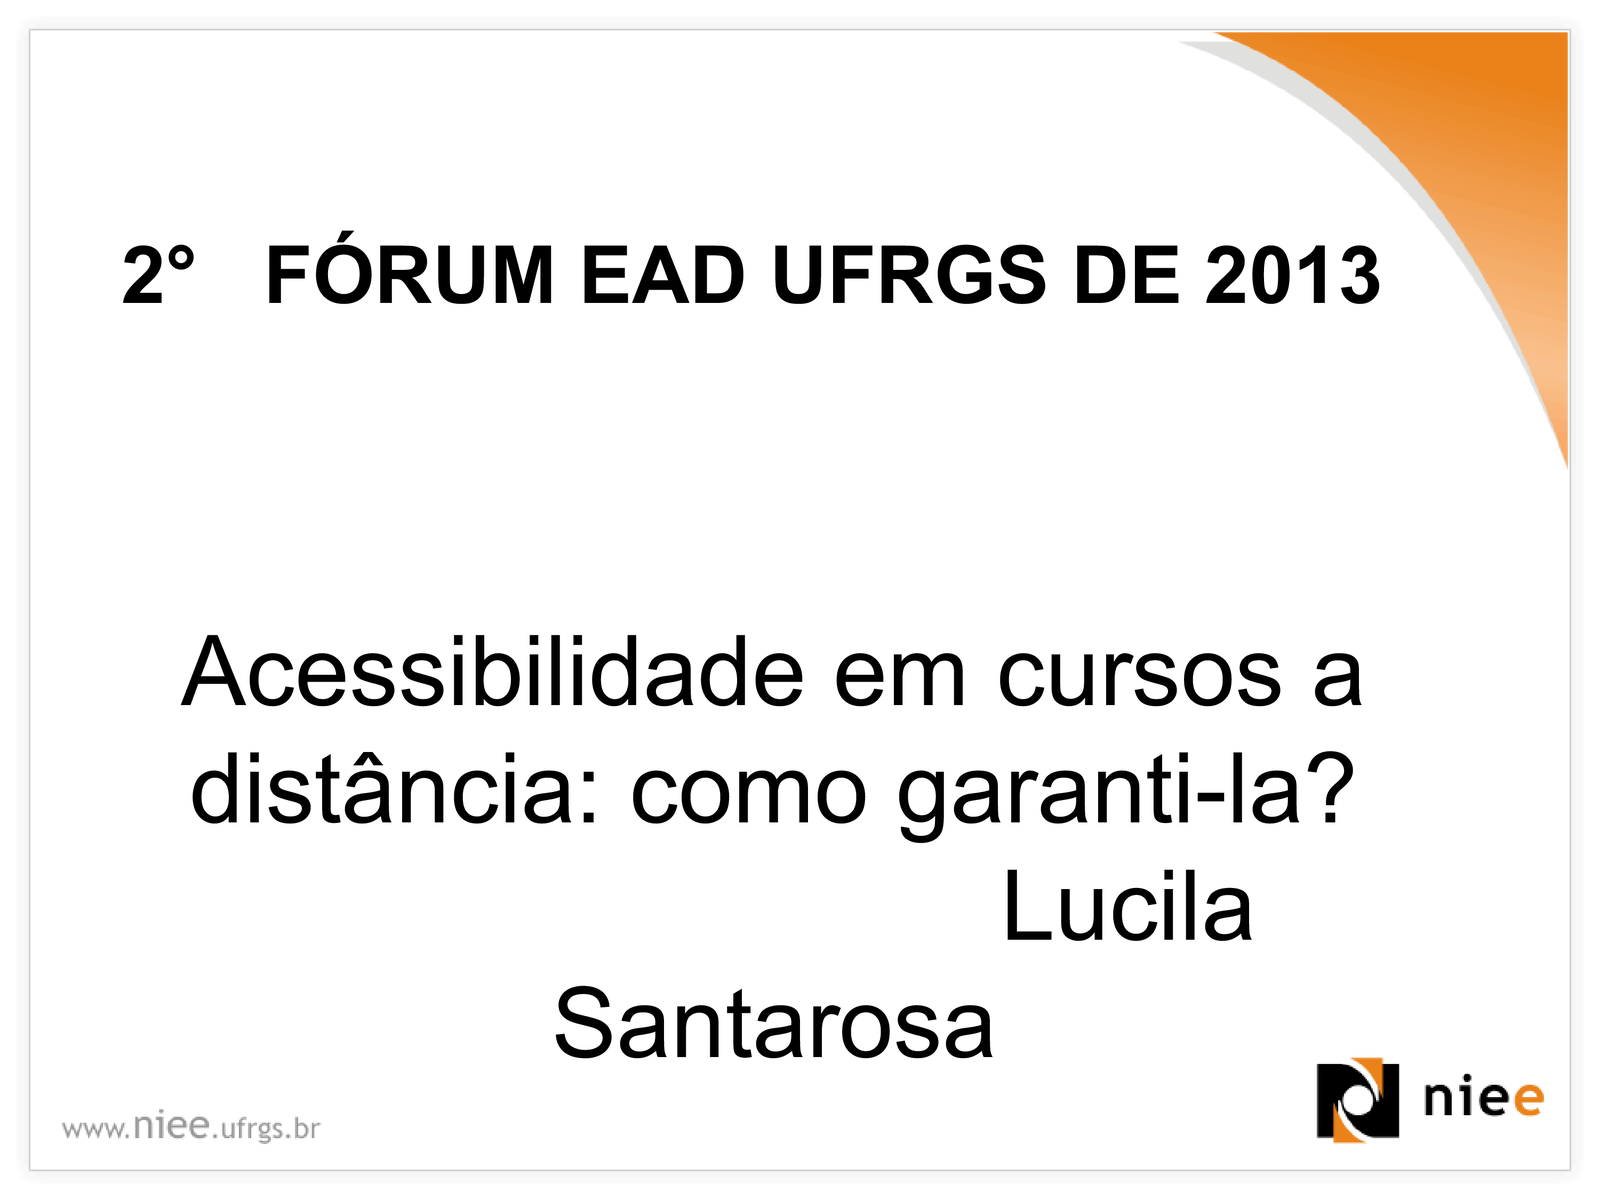 2° FÓRUM EAD UFRGS DE 2013
Acessibilidade em cursos a
distância: como garanti-la?
Lucila
Santarosa
www.niee.ufrgs.br
niee